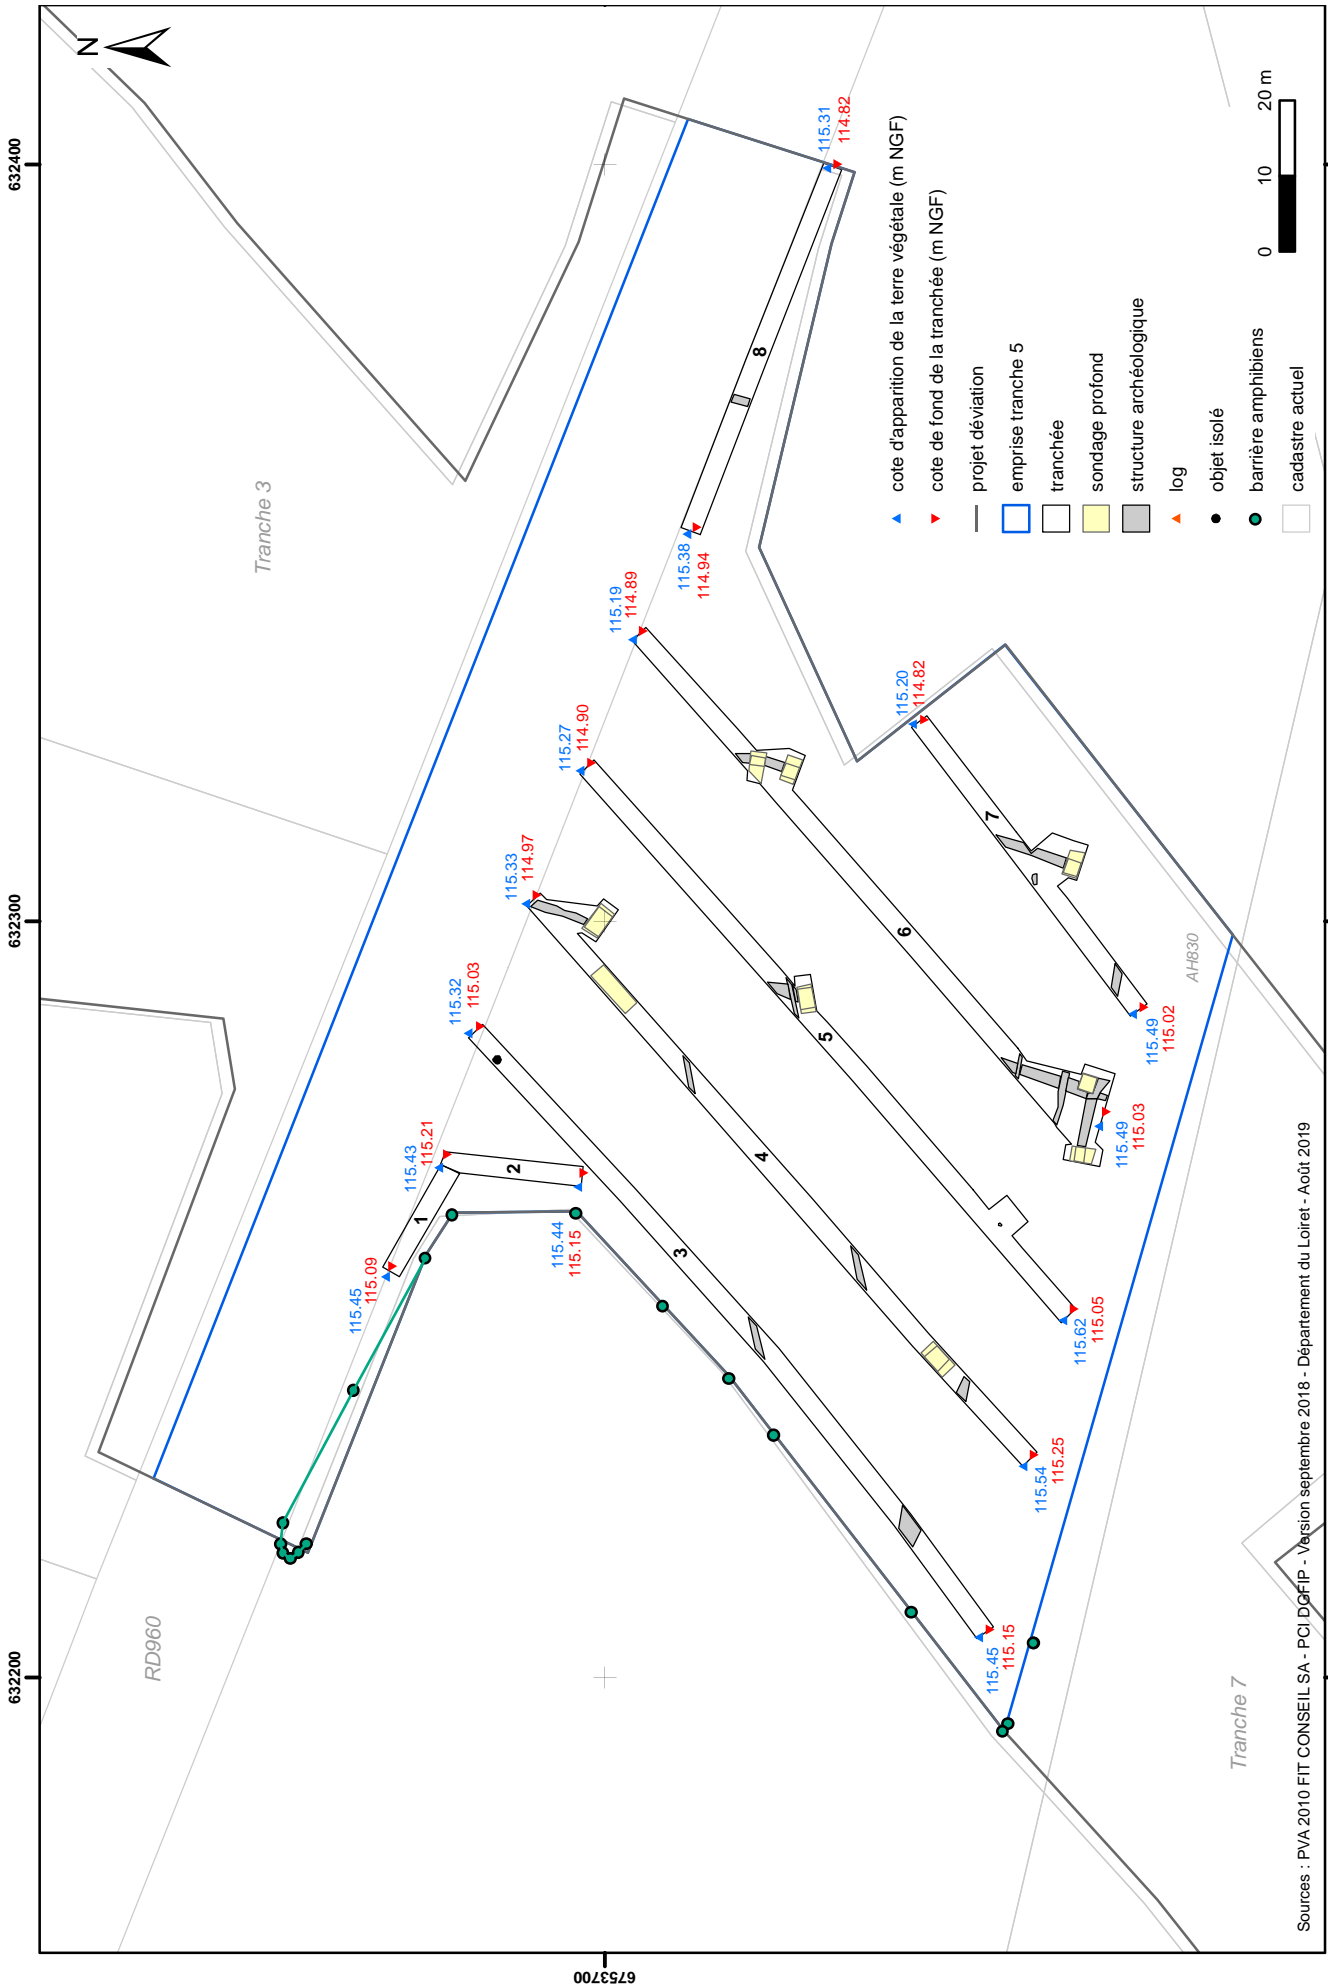 632200
632300
632400
N
6753700
RD960
Tranche 3
Tranche 7
AH830
115.45
115.09
1
115.43
115.21
2
115.44
115.15
115.32
115.03
3
115.45
115.15
115.33
114.97
4
115.54
115.25
115.27
114.90
5
115.62
115.05
115.19
114.89
6
115.49
115.03
115.20
114.82
7
115.49
115.02
115.38
114.94
8
115.31
114.82
cote d'apparition de la terre végétale (m NGF)
cote de fond de la tranchée (m NGF)
projet déviation
emprise tranche 5
tranchée
sondage profond
structure archéologique
log
objet isolé
barrière amphibiens
cadastre actuel
0 10 20 m
Sources : PVA 2010 FIT CONSEIL SA - PCI DGFIP - Version septembre 2018 - Département du Loiret - Août 2019